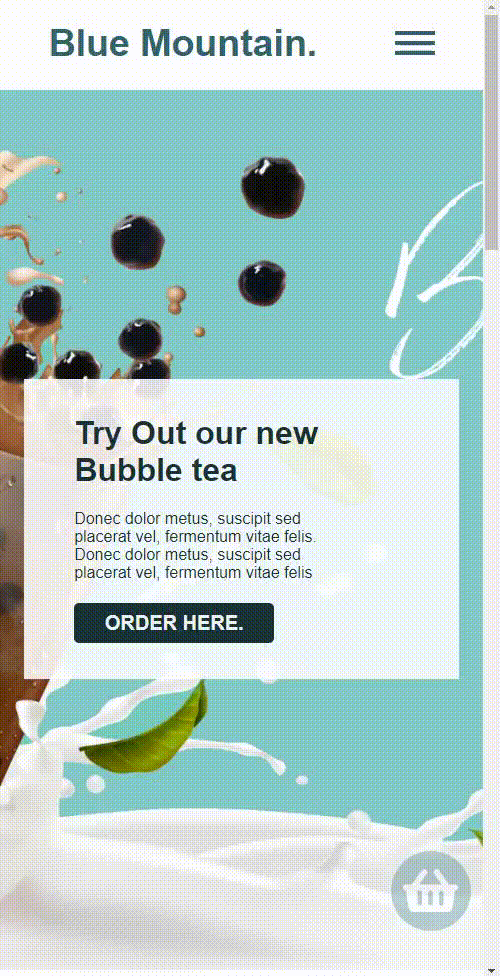 Blue Mountain.
Try Out our new
Bubble tea
Donec dolor metus, suscipit sed
placerat vel, fermentum vitae felis.
Donec dolor metus, suscipit sed
placerat vel, fermentum vitae felis
ORDER HERE.